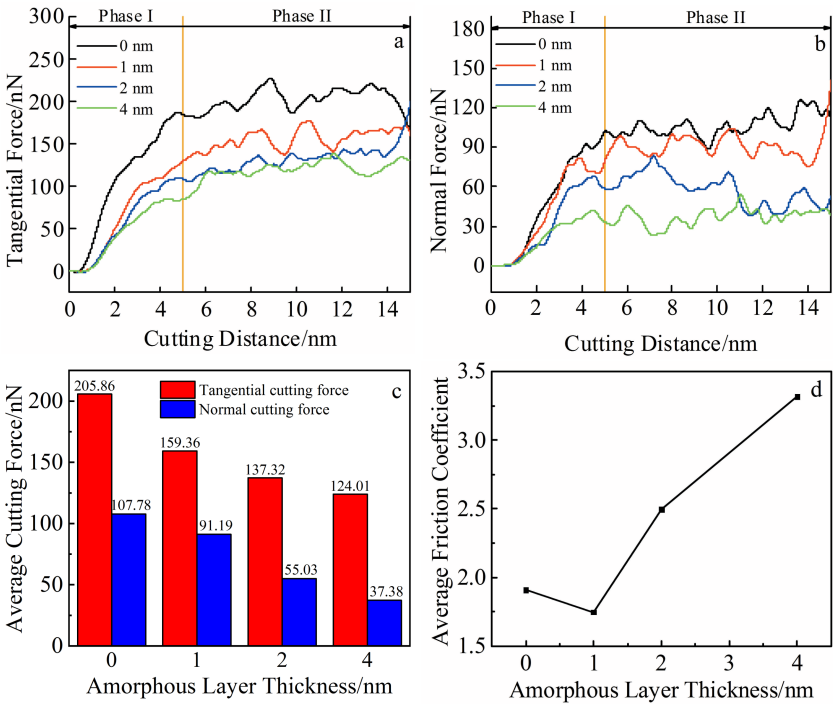 Phase I
Phase II
a
0 nm
1 nm
2 nm
4 nm
300
250
200
150
100
50
0
Tangential Force/nN
0 2 4 6 8 10 12 14
Cutting Distance/nm
Phase I
Phase II
b
0 nm
1 nm
2 nm
4 nm
180
150
120
90
60
30
0
Normal Force/nN
0 2 4 6 8 10 12 14
Cutting Distance/nm
c
Tangential cutting force
Normal cutting force
200
150
100
50
0
Average Cutting Force/nN
205.86
107.78
159.36
91.19
137.32
55.03
124.01
37.38
0 1 2 4
Amorphous Layer Thickness/nm
d
3.5
3.0
2.5
2.0
1.5
Average Friction Coefficient
0 1 2 3 4
Amorphous Layer Thickness/nm